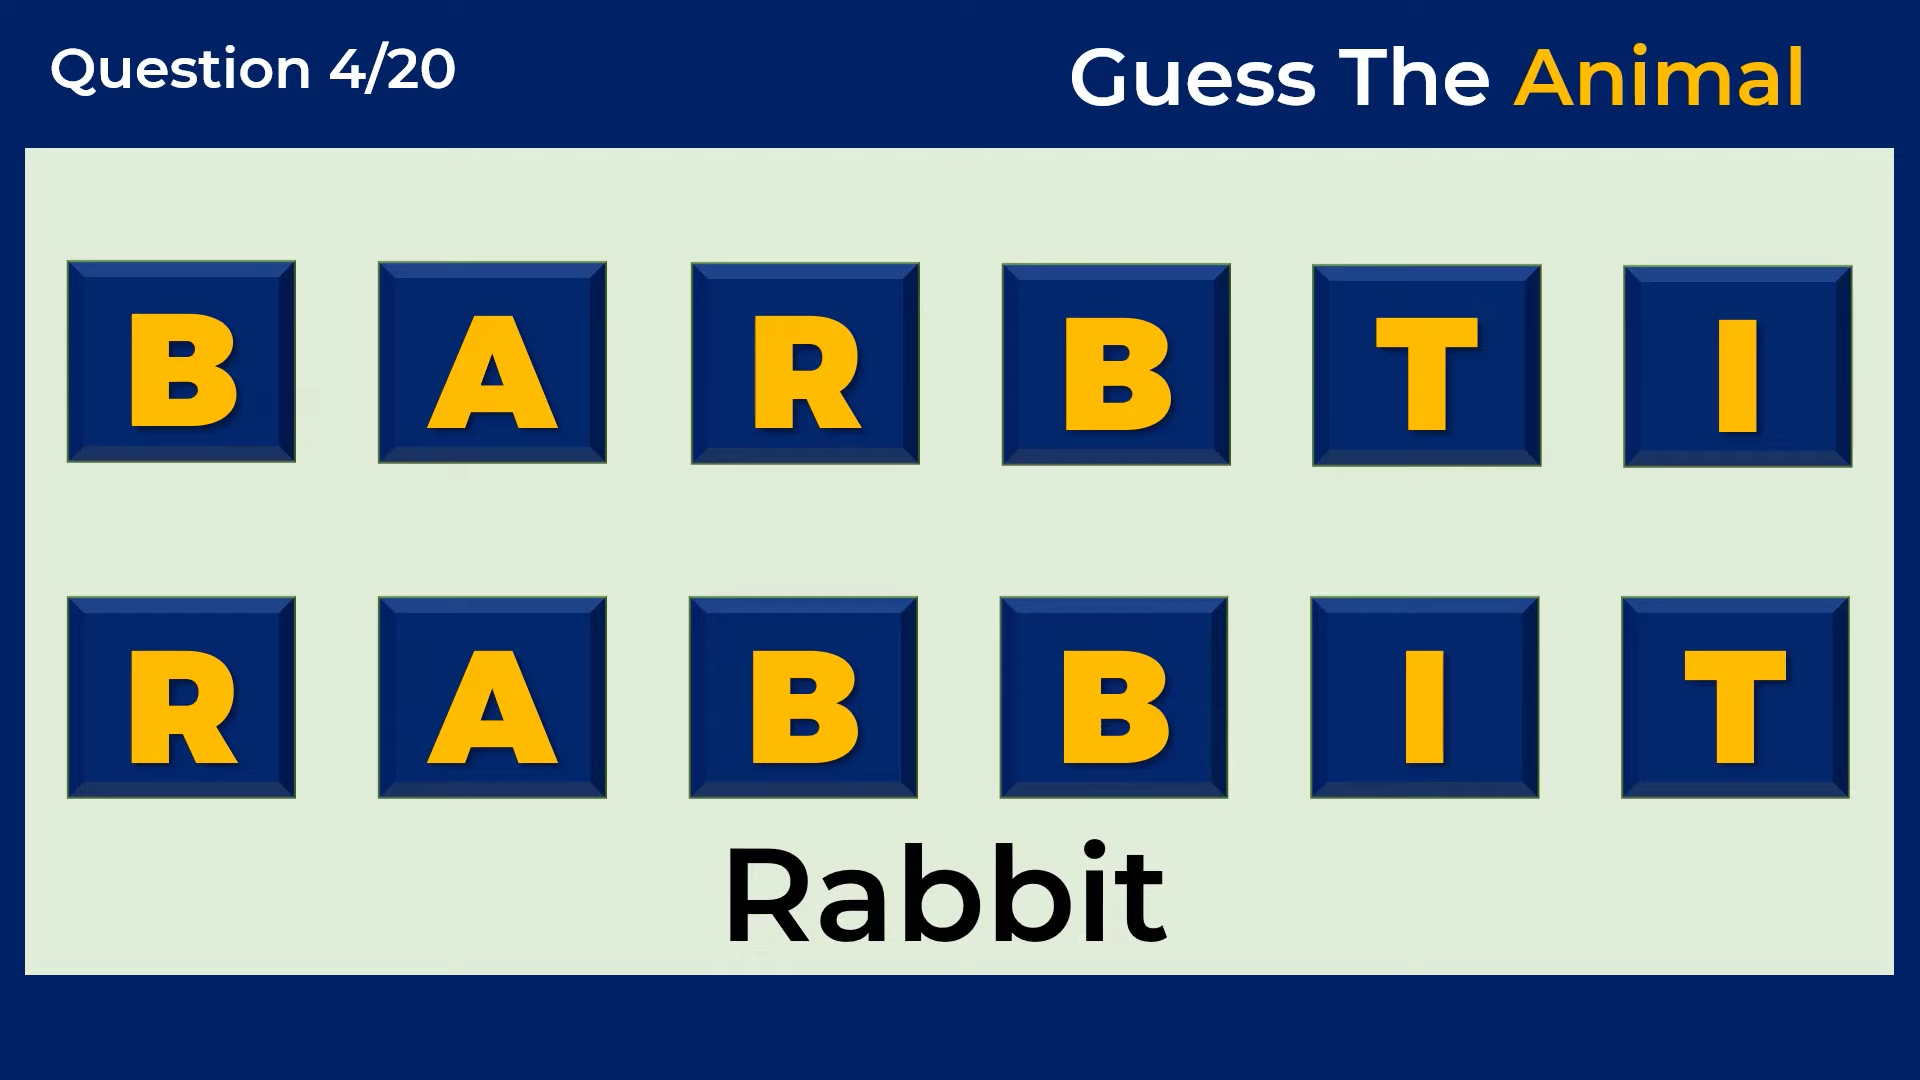 Question 4/20
Guess The Animal
B A R B T I
R A B B I T
Rabbit